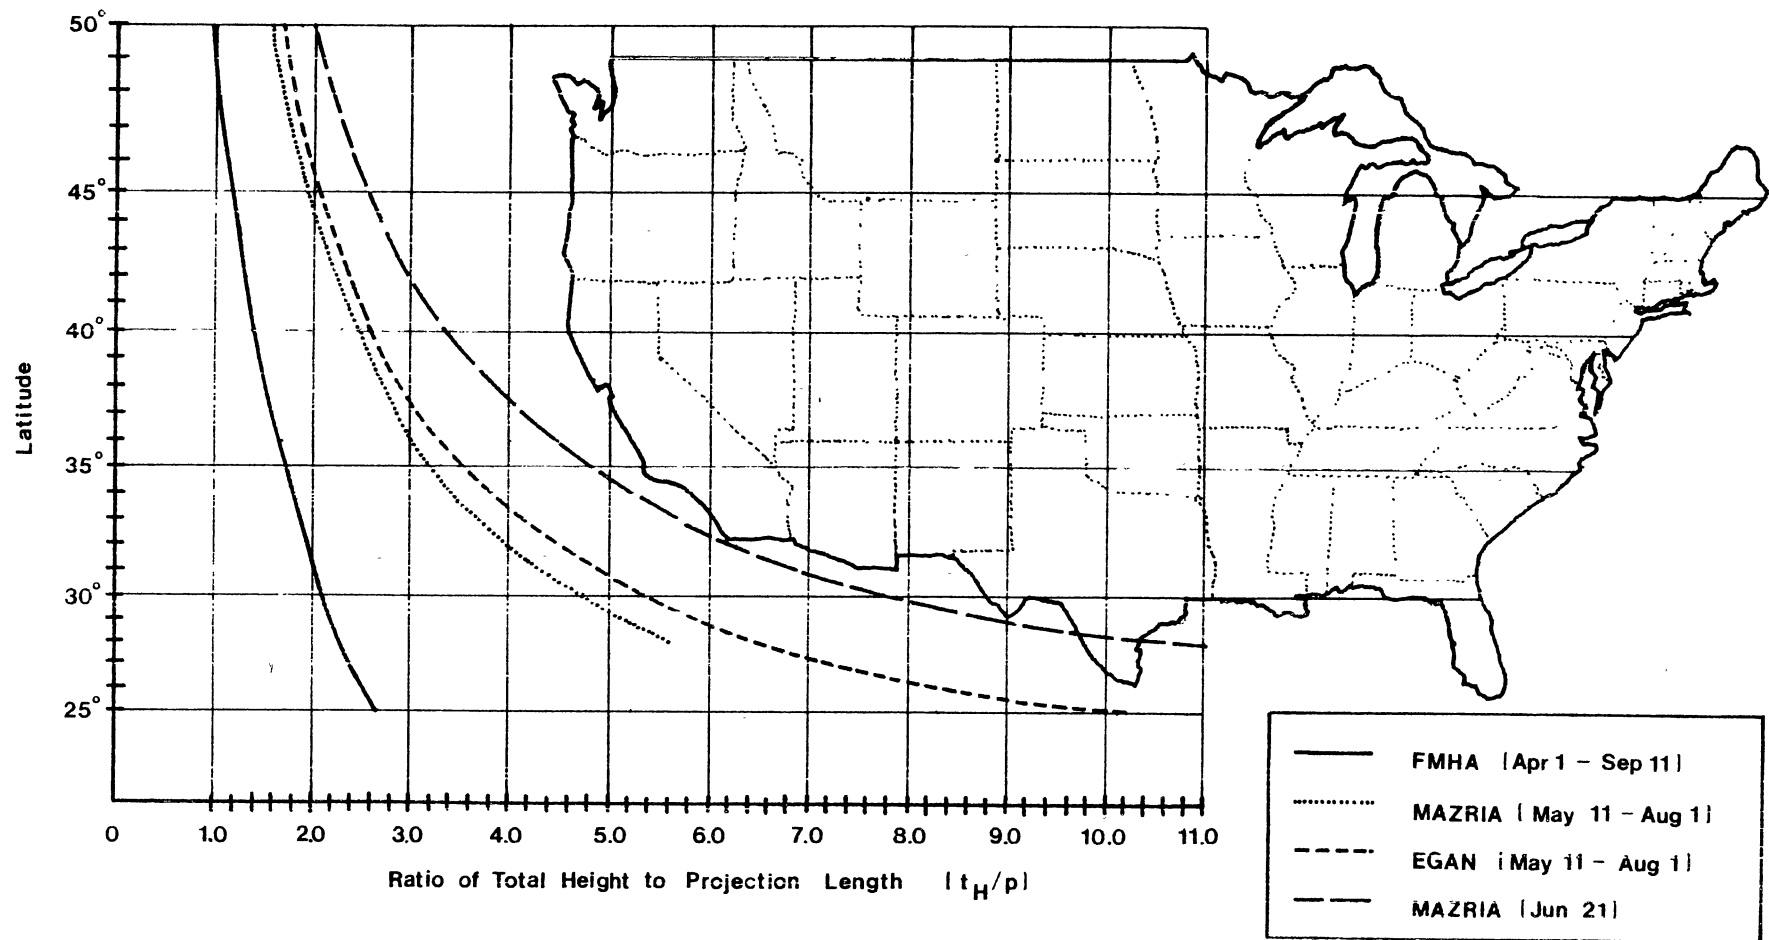 50°
45°
40°
35°
30°
25°
Latitude
0 1.0 2.0 3.0 4.0 5.0 6.0 7.0 8.0 9.0 10.0 11.0
Ratio of Total Height to Projection Length [tH/p]
FMHA [Apr 1 - Sep 11]
MAZRIA [May 11 - Aug 1]
EGAN [May 11 - Aug 1]
MAZRIA [Jun 21]